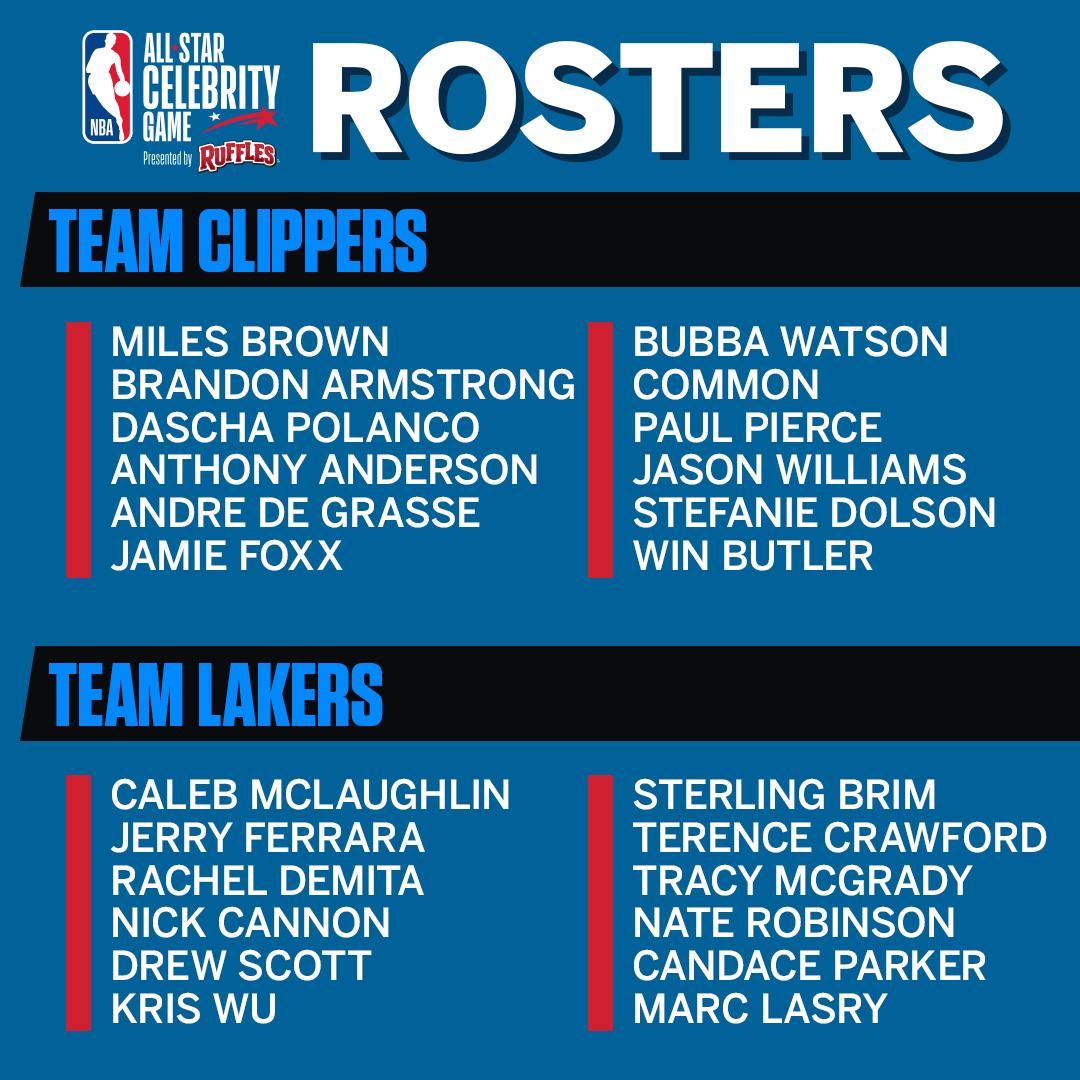 NBA
ALL★STAR
CELEBRITY
GAME
Presented by RUFFLES
ROSTERS
TEAM CLIPPERS
MILES BROWN
BRANDON ARMSTRONG
DASCHA POLANCO
ANTHONY ANDERSON
ANDRE DE GRASSE
JAMIE FOXX
BUBBA WATSON
COMMON
PAUL PIERCE
JASON WILLIAMS
STEFANIE DOLSON
WIN BUTLER
TEAM LAKERS
CALEB MCLAUGHLIN
JERRY FERRARA
RACHEL DEMITA
NICK CANNON
DREW SCOTT
KRIS WU
STERLING BRIM
TERENCE CRAWFORD
TRACY MCGRADY
NATE ROBINSON
CANDACE PARKER
MARC LASRY